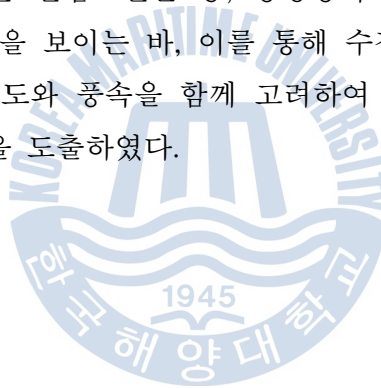 을 보이는 바, 이를 통해 수
도와 풍속을 함께 고려하여
을 도출하였다.
KOREA MARITIME UNIVERSITY
1945
한국해양대학교